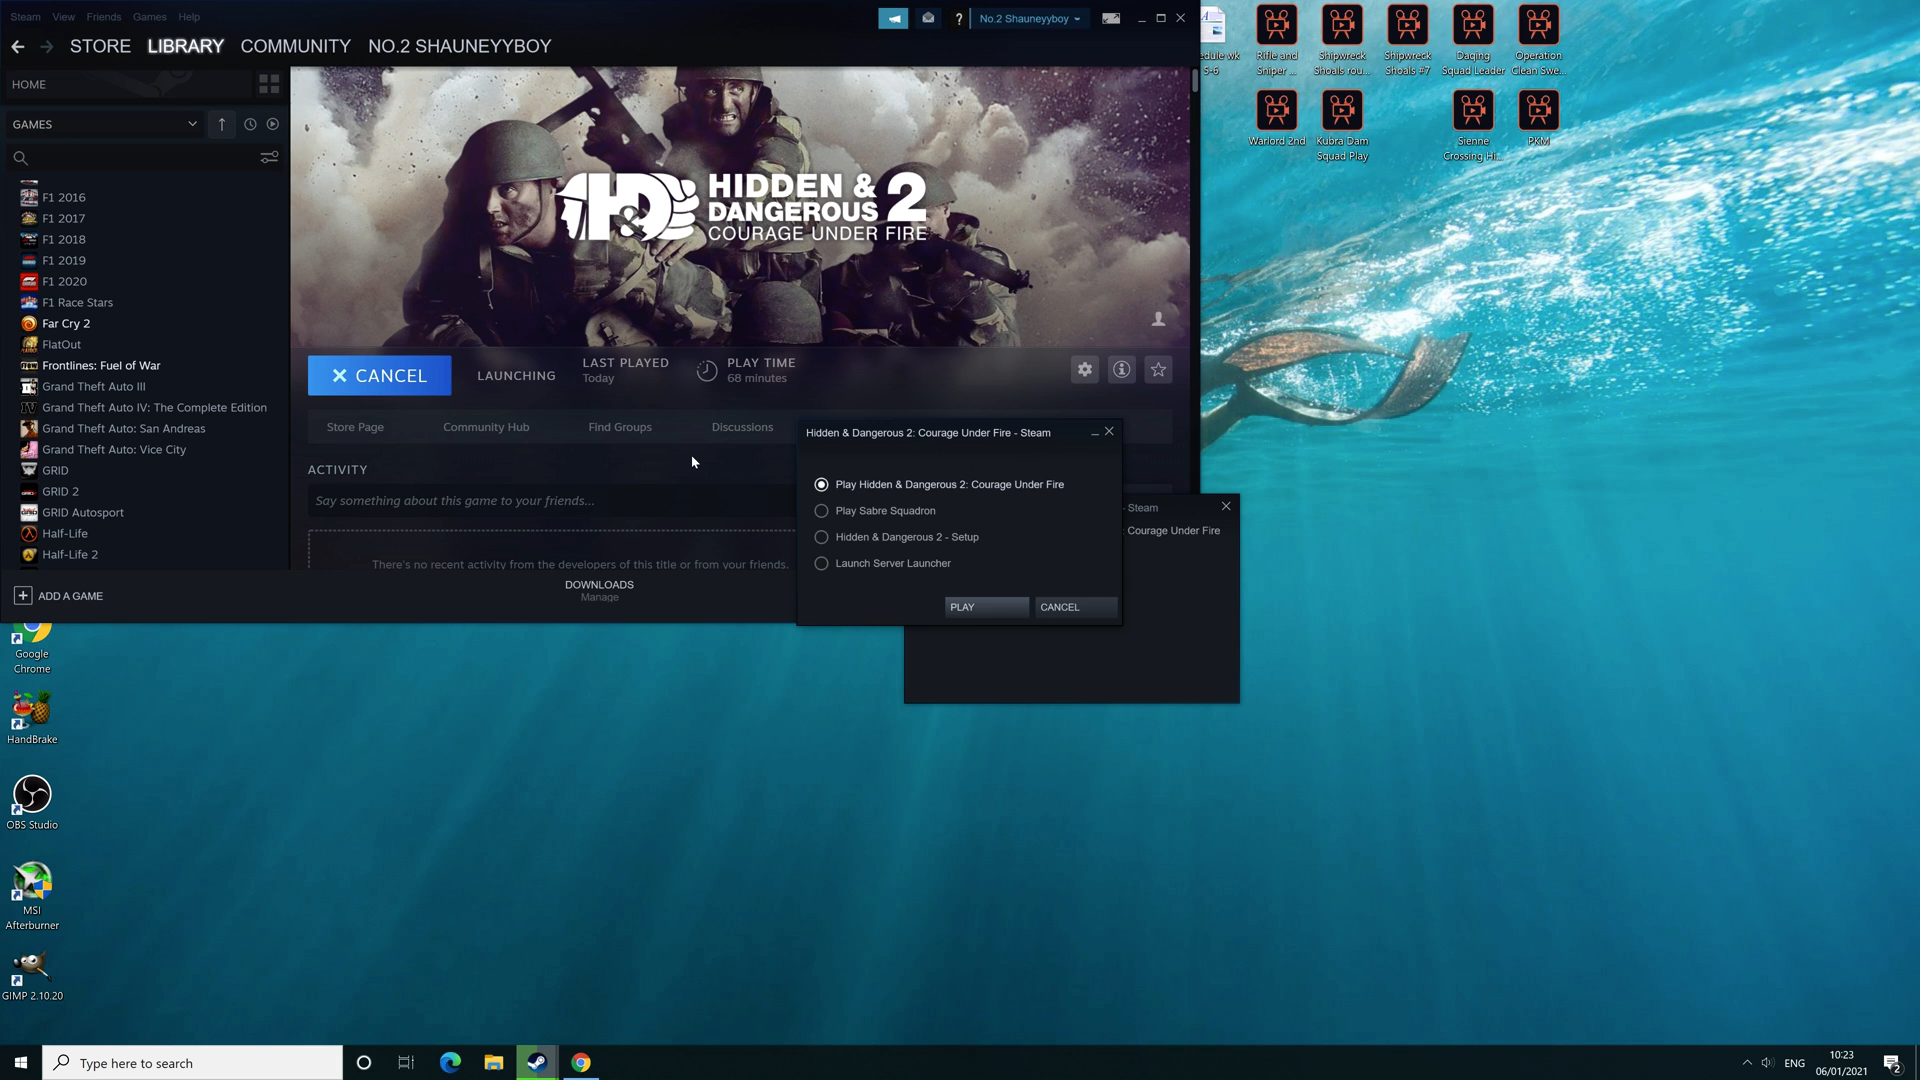 Steam View Friends Games Help
No.2 Shauneyyboy
STORE LIBRARY COMMUNITY NO.2 SHAUNEYYBOY
HOME
GAMES
F1 2016
F1 2017
F1 2018
F1 2019
F1 2020
F1 Race Stars
Far Cry 2
FlatOut
Frontlines: Fuel of War
Grand Theft Auto III
Grand Theft Auto IV: The Complete Edition
Grand Theft Auto: San Andreas
Grand Theft Auto: Vice City
GRID
GRID 2
GRID Autosport
Half-Life
Half-Life 2
ADD A GAME
H&D
HIDDEN &
DANGEROUS 2
COURAGE UNDER FIRE
CANCEL
LAUNCHING
LAST PLAYED
Today
PLAY TIME
68 minutes
Store Page Community Hub Find Groups Discussions
ACTIVITY
Say something about this game to your friends...
There's no recent activity from the developers of this title or from your friends.
DOWNLOADS
Manage
Hidden & Dangerous 2: Courage Under Fire - Steam
Play Hidden & Dangerous 2: Courage Under Fire
Play Sabre Squadron
Hidden & Dangerous 2 - Setup
Launch Server Launcher
PLAY CANCEL
- Steam
Courage Under Fire
edule wk
5-6
Rifle and
Sniper ...
Shipwreck
Shoals rou...
Shipwreck
Shoals #7
Daqing
Squad Leader
Operation
Clean Swe...
Warlord 2nd
Kubra Dam
Squad Play
Sienne
Crossing Hi...
PKM
Google
Chrome
HandBrake
OBS Studio
MSI
Afterburner
GIMP 2.10.20
Type here to search
ENG
10:23
06/01/2021
2